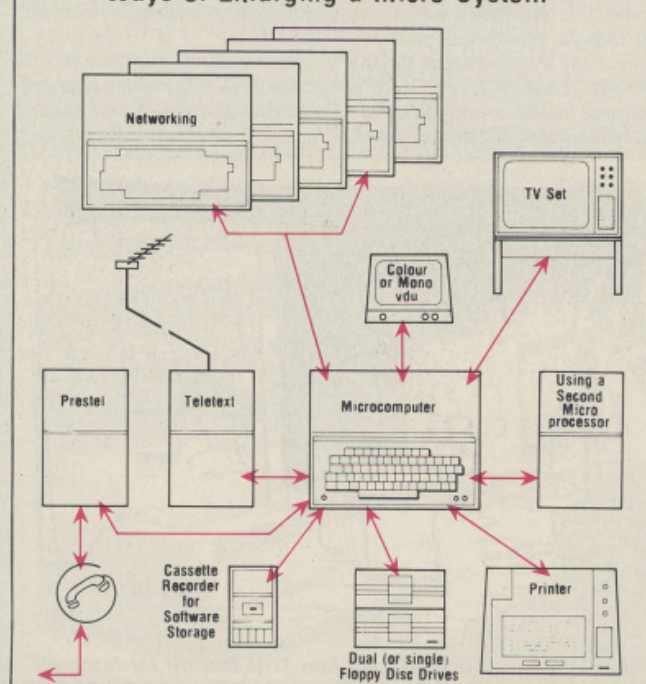 Ways of Enlarging a Micro System
Networking
TV Set
Colour
or Mono
vdu
Prestel
Teletext
Microcomputer
Using a
Second
Micro
processor
Cassette
Recorder
for
Software
Storage
Dual (or single)
Floppy Disc Drives
Printer